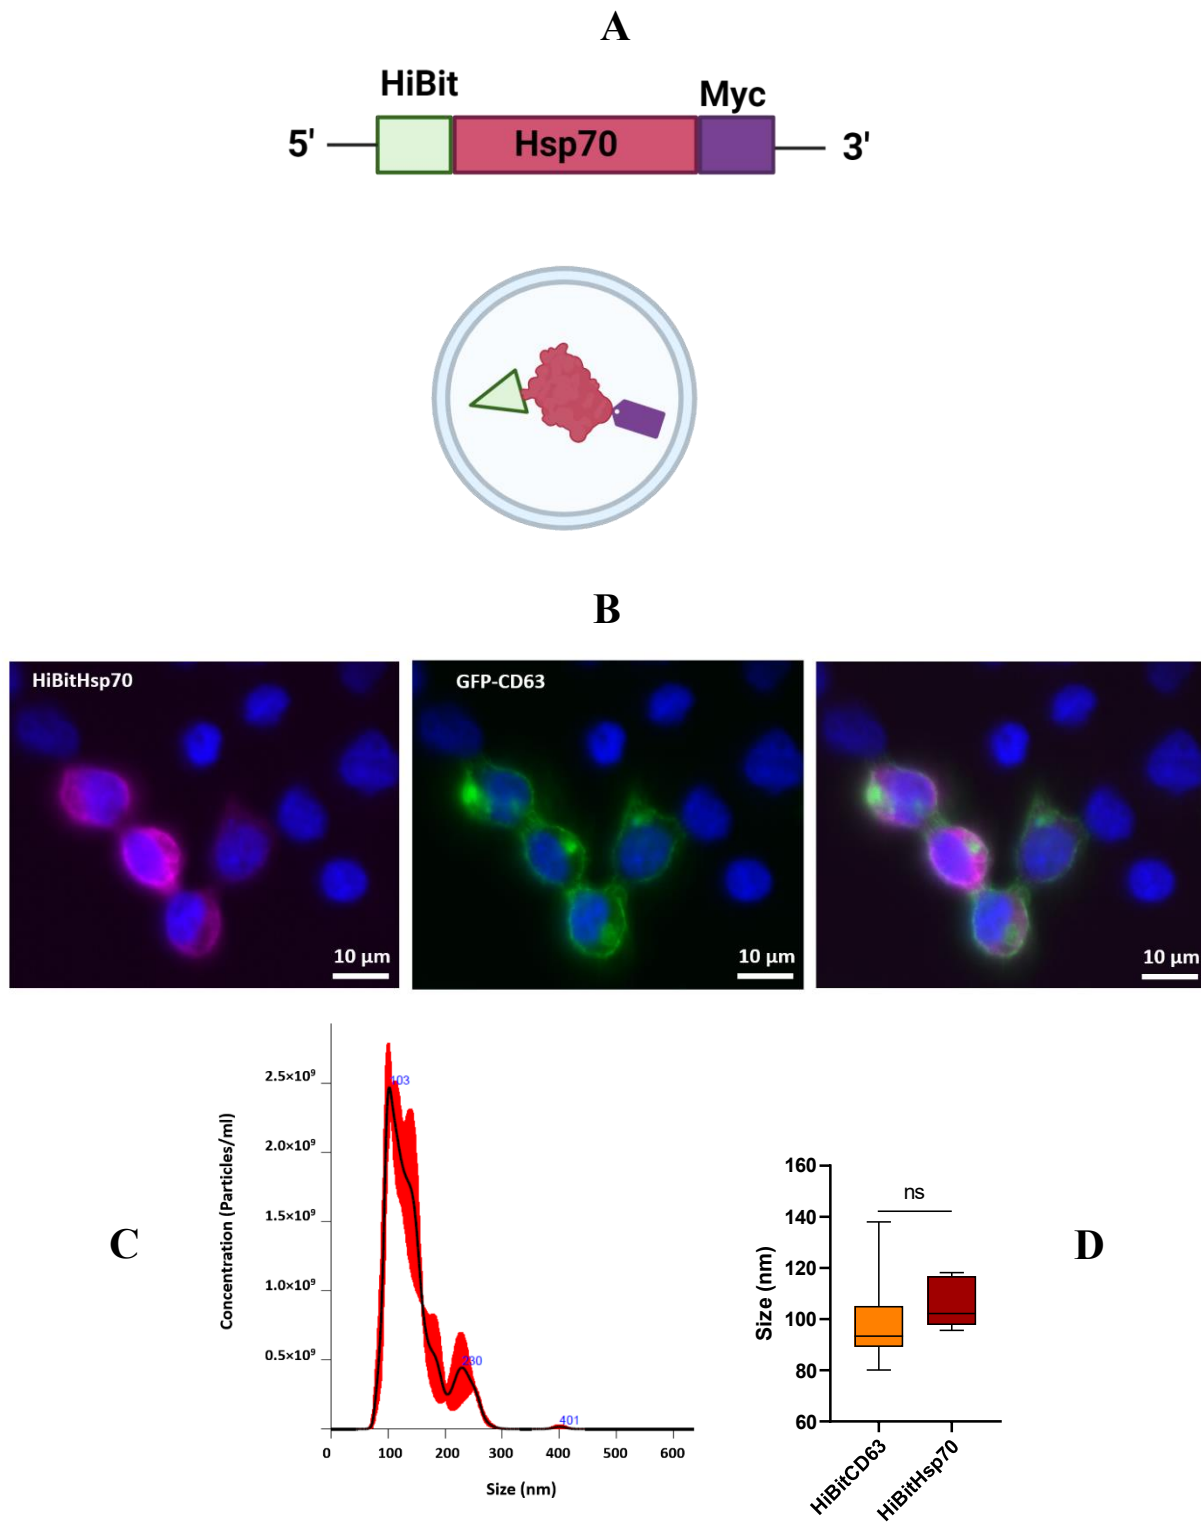 A
HiBit
Myc
5'
Hsp70
3'
B
HiBitHsp70
GFP-CD63
10 µm
10 µm
10 µm
C
Concentration (Particles/ml)
2.5×10⁹
2.0×10⁹
1.5×10⁹
1.0×10⁹
0.5×10⁹
103
230
401
0 100 200 300 400 500 600
Size (nm)
D
ns
Size (nm)
160
140
120
100
80
60
HiBitCD63
HiBitHsp70